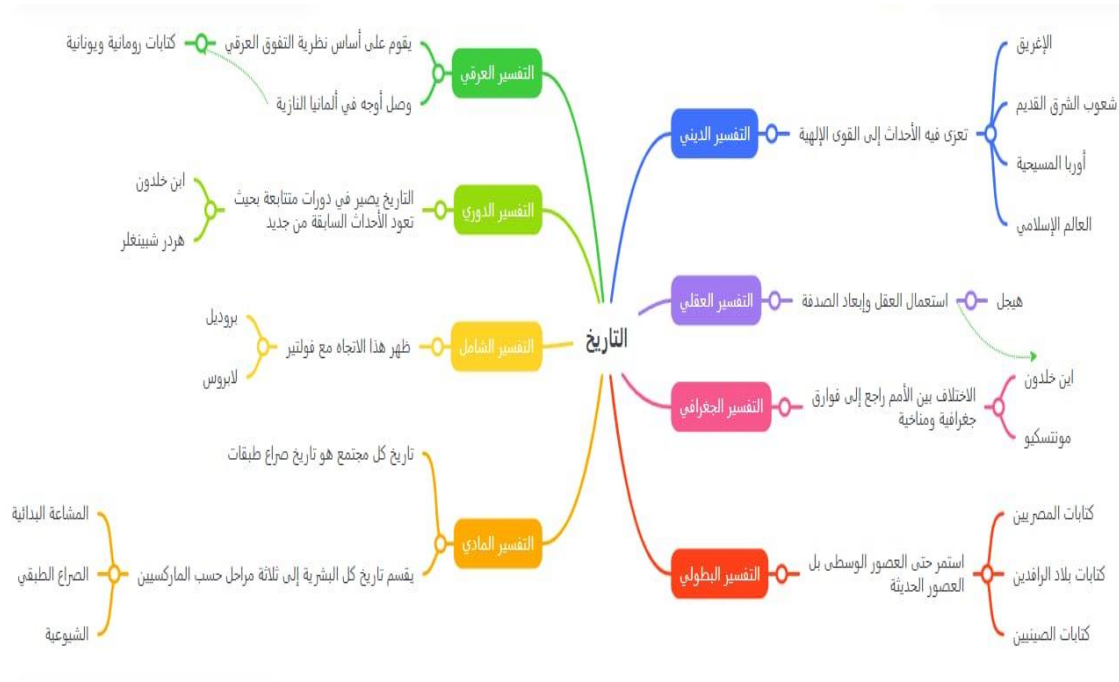 التاريخ
التفسير الديني
تعزى فيه الأحداث إلى القوى الإلهية
الإغريق
شعوب الشرق القديم
أوربا المسيحية
العالم الإسلامي
التفسير العقلي
استعمال العقل وإبعاد الصدفة
هيجل
التفسير الجغرافي
الاختلاف بين الأمم راجع إلى فوارق
جغرافية ومناخية
اين خلدون
مونتسكيو
التفسير البطولي
استمر حتى العصور الوسطى بل
العصور الحديثة
كتابات المصريين
كتابات بلاد الرافدين
كتابات الصينيين
التفسير العرقي
يقوم على أساس نظرية التفوق العرقي
كتابات رومانية ويونانية
وصل أوجه في ألمانيا النازية
التفسير الدوري
التاريخ يصير في دورات متتابعة بحيث
تعود الأحداث السابقة من جديد
ابن خلدون
هردر شبينغلر
التفسير الشامل
ظهر هذا الاتجاه مع فولتير
بروديل
لابروس
التفسير المادي
تاريخ كل مجتمع هو تاريخ صراع طبقات
يقسم تاريخ كل البشرية إلى ثلاثة مراحل حسب الماركسيين
المشاعة البدائية
الصراع الطبقي
الشيوعية